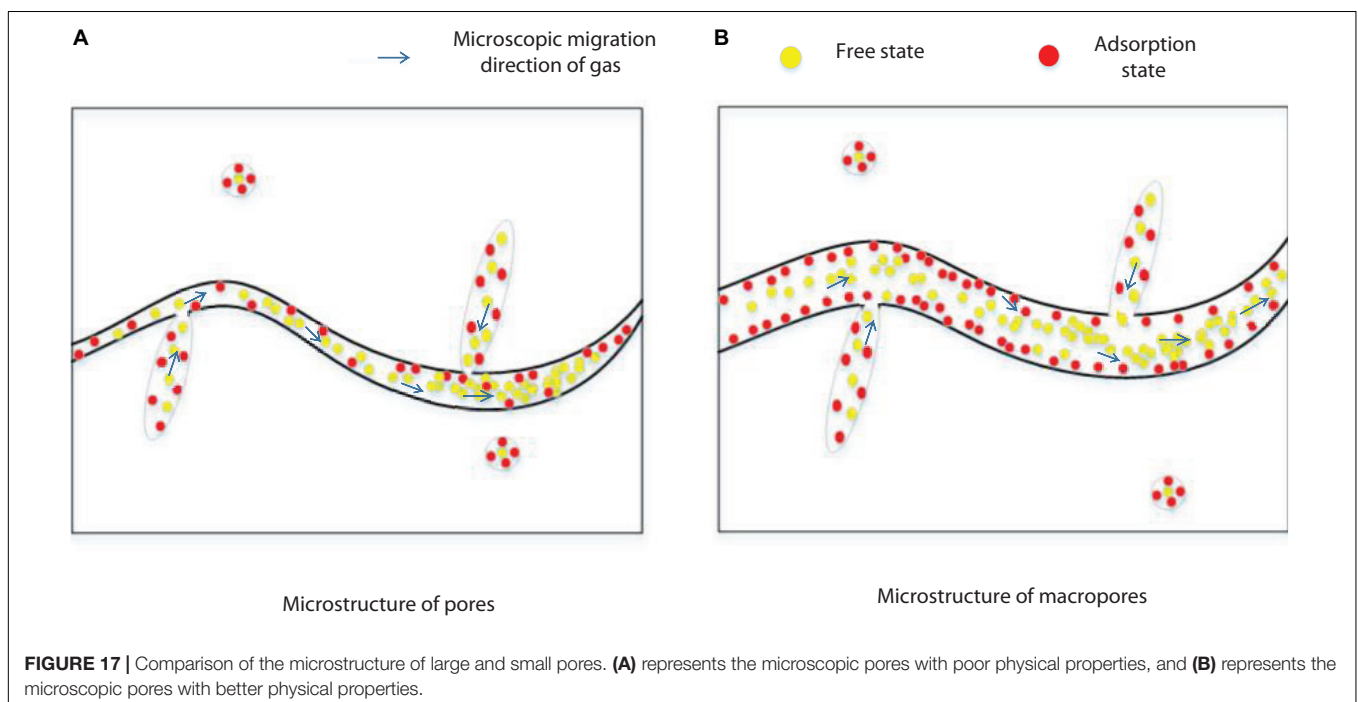 A
Microscopic migration
direction of gas
B
Free state
Adsorption
state
Microstructure of pores
Microstructure of macropores
FIGURE 17 | Comparison of the microstructure of large and small pores. (A) represents the microscopic pores with poor physical properties, and (B) represents the
microscopic pores with better physical properties.